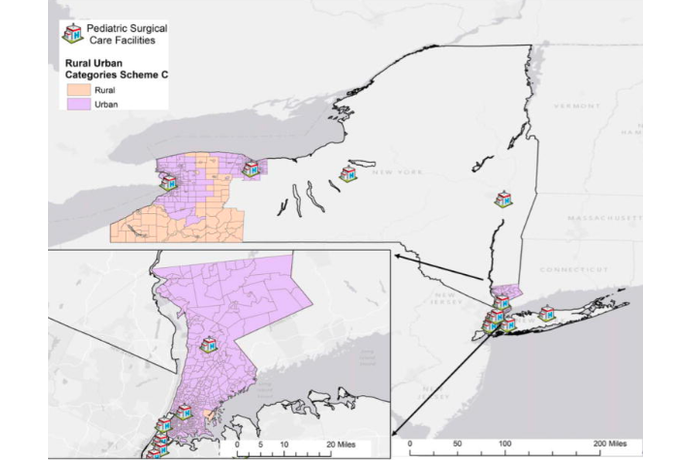 Pediatric Surgical
Care Facilities
Rural Urban
Categories Scheme C
Rural
Urban
VERMONT
NEW YORK
MASSACHUSETT
CONNECTICUT
NEW
JERSEY
0 5 10 20 Miles
0 50 100 200 Miles